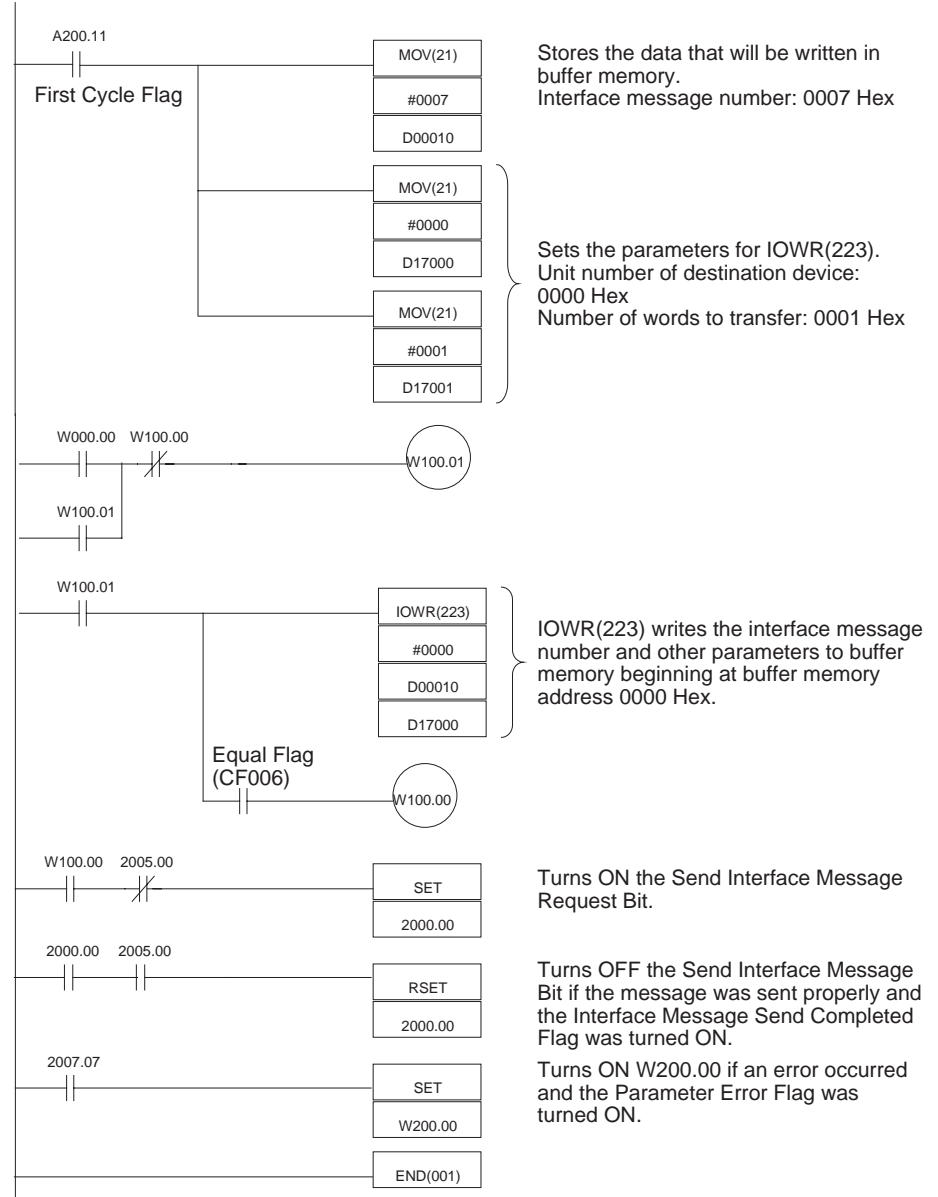 A200.11
First Cycle Flag
MOV(21)
#0007
D00010
Stores the data that will be written in
buffer memory.
Interface message number: 0007 Hex
MOV(21)
#0000
D17000
MOV(21)
#0001
D17001
Sets the parameters for IOWR(223).
Unit number of destination device:
0000 Hex
Number of words to transfer: 0001 Hex
W000.00 W100.00
W100.01
W100.01
W100.01
IOWR(223)
#0000
D00010
D17000
IOWR(223) writes the interface message
number and other parameters to buffer
memory beginning at buffer memory
address 0000 Hex.
Equal Flag
(CF006)
W100.00
W100.00 2005.00
SET
2000.00
Turns ON the Send Interface Message
Request Bit.
2000.00 2005.00
RSET
2000.00
Turns OFF the Send Interface Message
Bit if the message was sent properly and
the Interface Message Send Completed
Flag was turned ON.
2007.07
SET
W200.00
Turns ON W200.00 if an error occurred
and the Parameter Error Flag was
turned ON.
END(001)